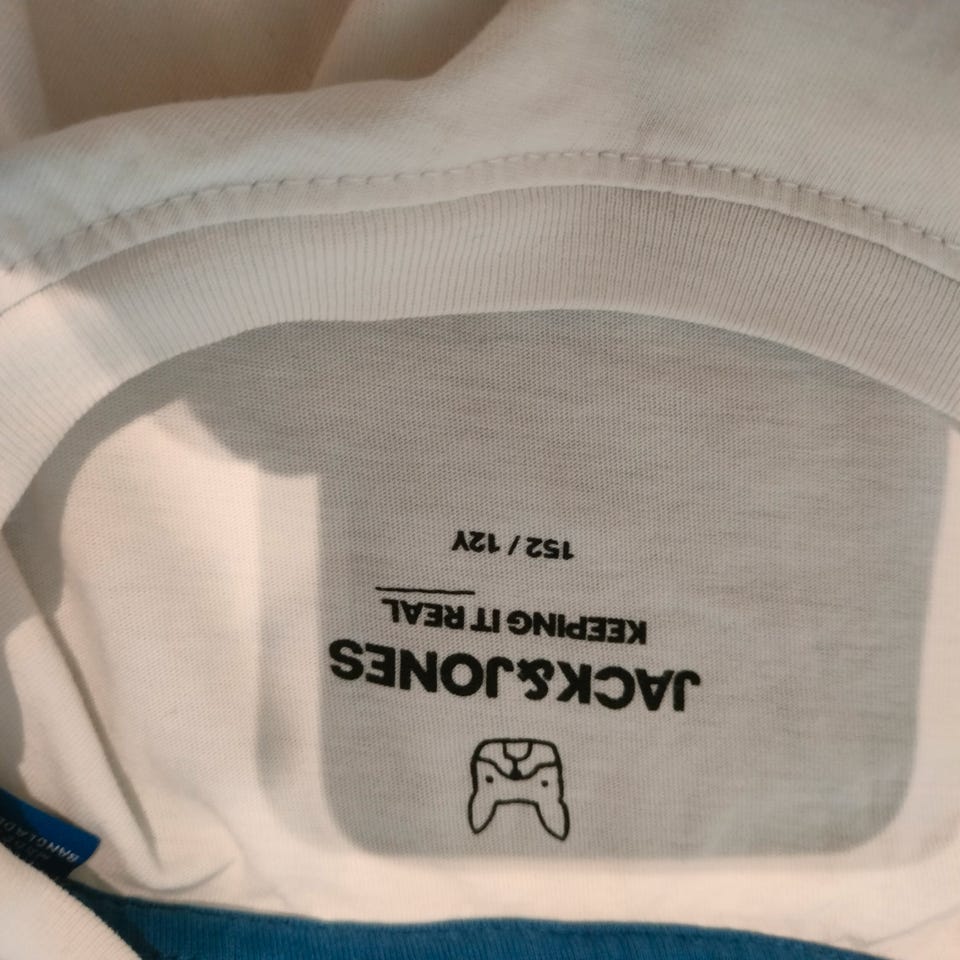 JACK&JONES
KEEPING IT REAL
152 / 12Y